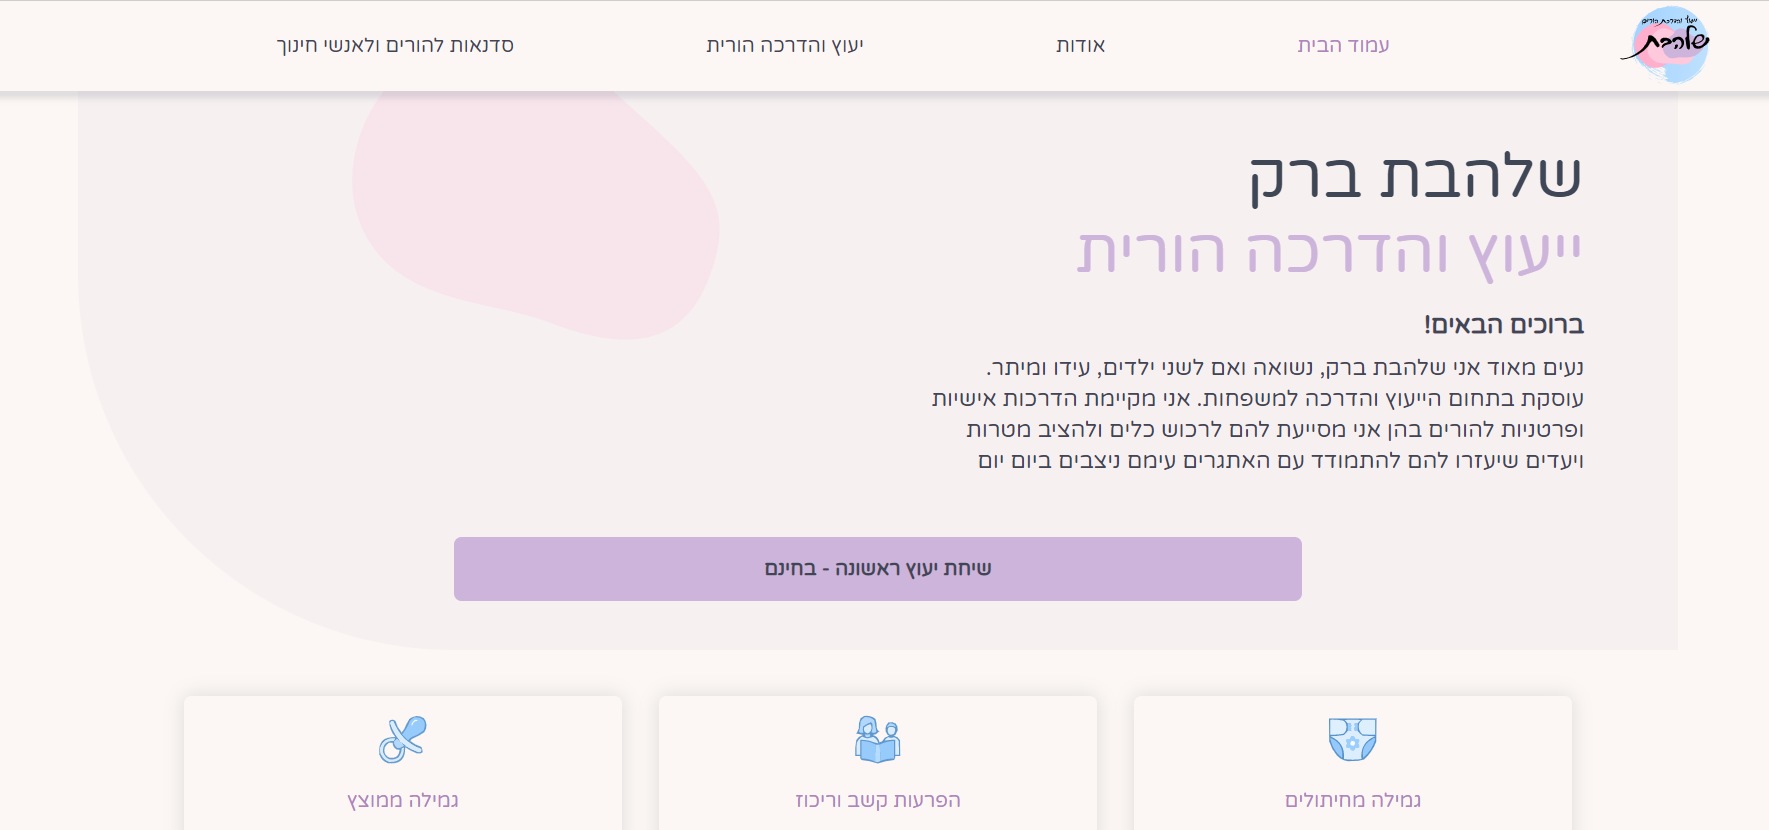 ייעוץ והדרכת הורים
שלהבת
עמוד הבית
אודות
יעוץ והדרכה הורית
סדנאות להורים ולאנשי חינוך
שלהבת ברק
ייעוץ והדרכה הורית
ברוכים הבאים!
נעים מאוד אני שלהבת ברק, נשואה ואם לשני ילדים, עידו ומיתר.
עוסקת בתחום הייעוץ והדרכה למשפחות. אני מקיימת הדרכות אישיות
ופרטניות להורים בהן אני מסייעת להם לרכוש כלים ולהציב מטרות
ויעדים שיעזרו להם להתמודד עם האתגרים עימם ניצבים ביום יום
שיחת יעוץ ראשונה - בחינם
גמילה מחיתולים
הפרעות קשב וריכוז
גמילה ממוצץ